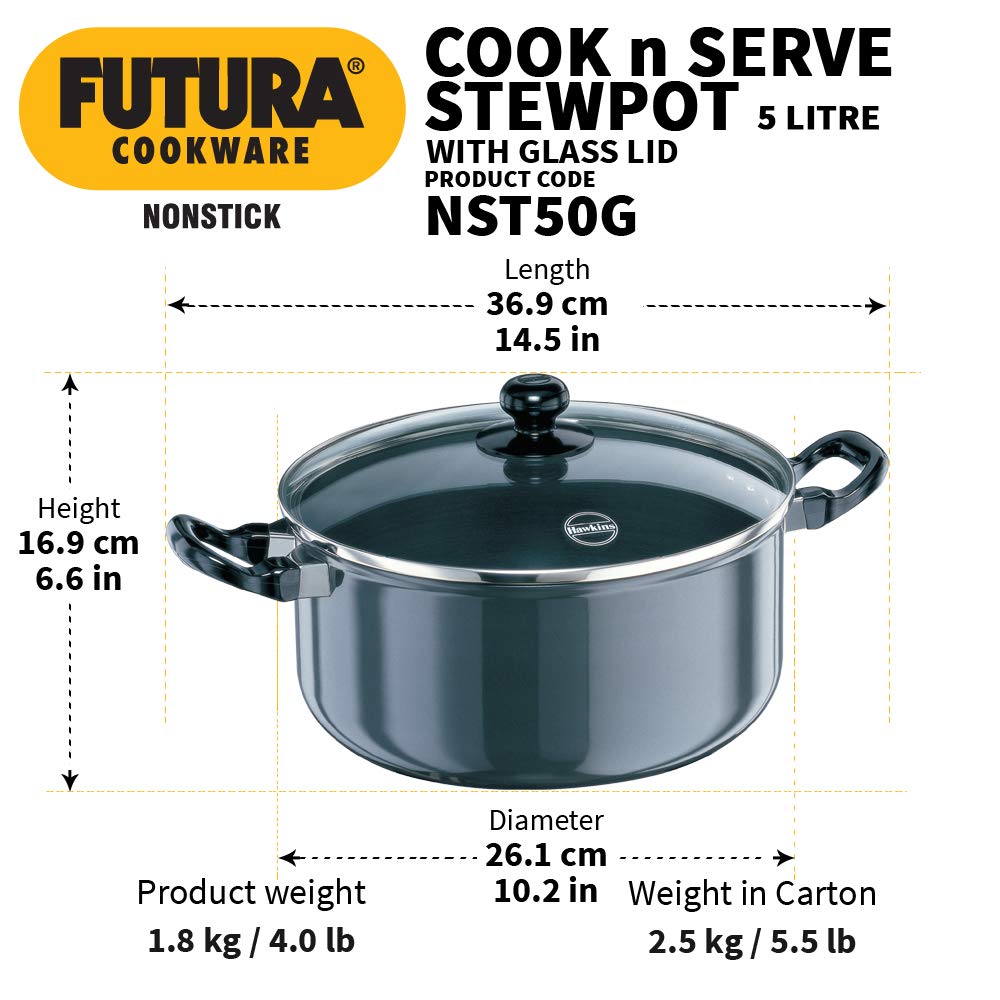 FUTURA®
COOKWARE
NONSTICK
COOK n SERVE
STEWPOT 5 LITRE
WITH GLASS LID
PRODUCT CODE
NST50G
Length
36.9 cm
14.5 in
Height
16.9 cm
6.6 in
Hawkins
Diameter
26.1 cm
10.2 in
Product weight
1.8 kg / 4.0 lb
Weight in Carton
2.5 kg / 5.5 lb